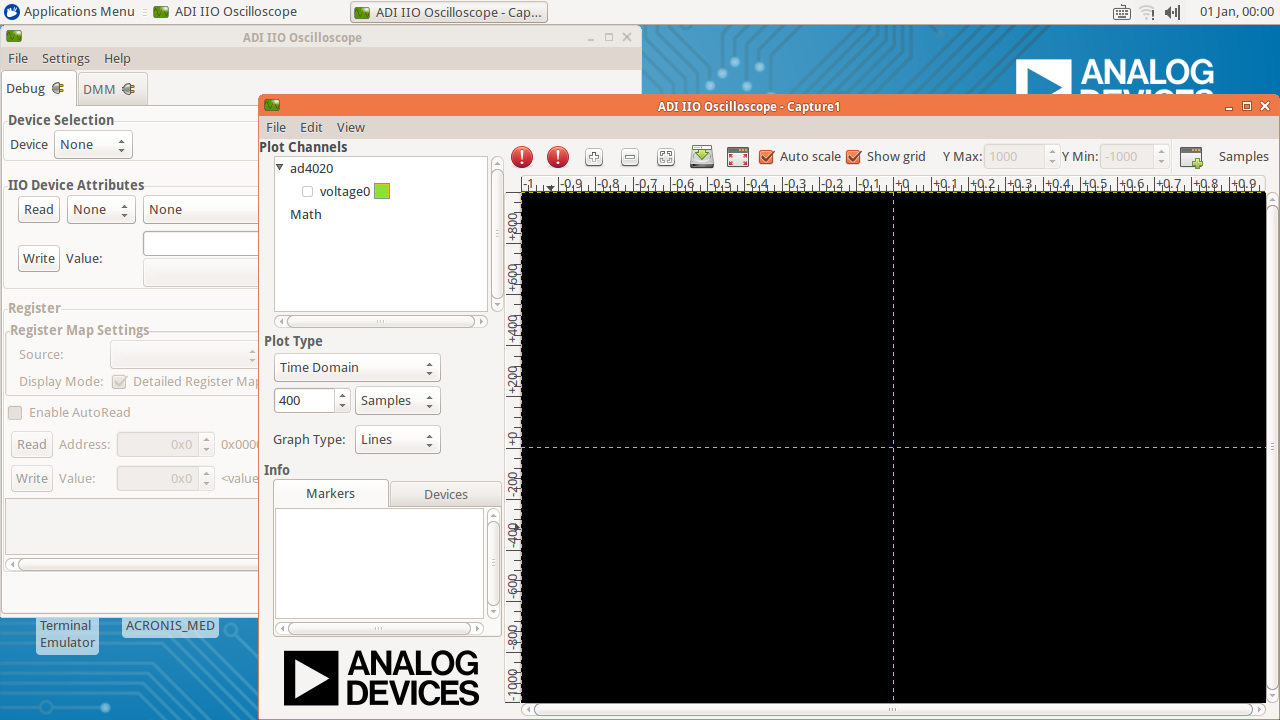 Applications Menu
ADI IIO Oscilloscope
ADI IIO Oscilloscope - Cap...
01 Jan, 00:00
ADI IIO Oscilloscope
File Settings Help
Debug
DMM
Device Selection
Device None
IIO Device Attributes
Read None None
Write Value:
Register
Register Map Settings
Source:
Display Mode: Detailed Register Map
Enable AutoRead
Read Address: 0x0 0x0000
Write Value: 0x0 <value
Terminal
Emulator
ACRONIS_MED
ANALOG
DEVICES
ADI IIO Oscilloscope - Capture1
File Edit View
Plot Channels
ad4020
voltage0
Math
Plot Type
Time Domain
400 Samples
Graph Type: Lines
Info
Markers Devices
ANALOG
DEVICES
Auto scale Show grid Y Max: 1000 Y Min: -1000 Samples
-1 -0.9 -0.8 -0.7 -0.6 -0.5 -0.4 -0.3 -0.2 -0.1 +0 +0.1 +0.2 +0.3 +0.4 +0.5 +0.6 +0.7 +0.8 +0.9
+800
+600
+400
+200
+0
-200
-400
-600
-800
-1000